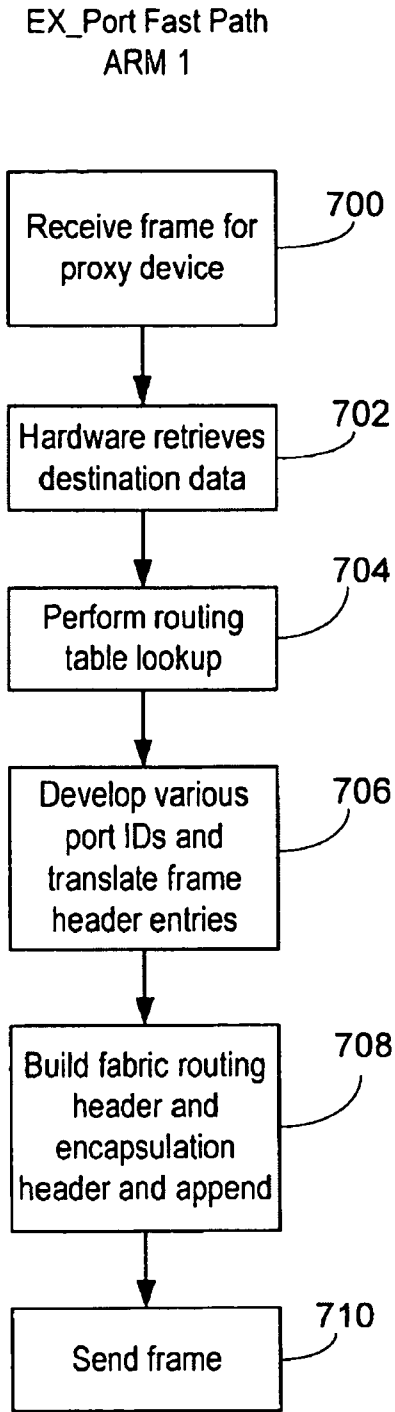 EX_Port Fast Path
ARM 1
700
Receive frame for
proxy device
702
Hardware retrieves
destination data
704
Perform routing
table lookup
706
Develop various
port IDs and
translate frame
header entries
708
Build fabric routing
header and
encapsulation
header and append
710
Send frame